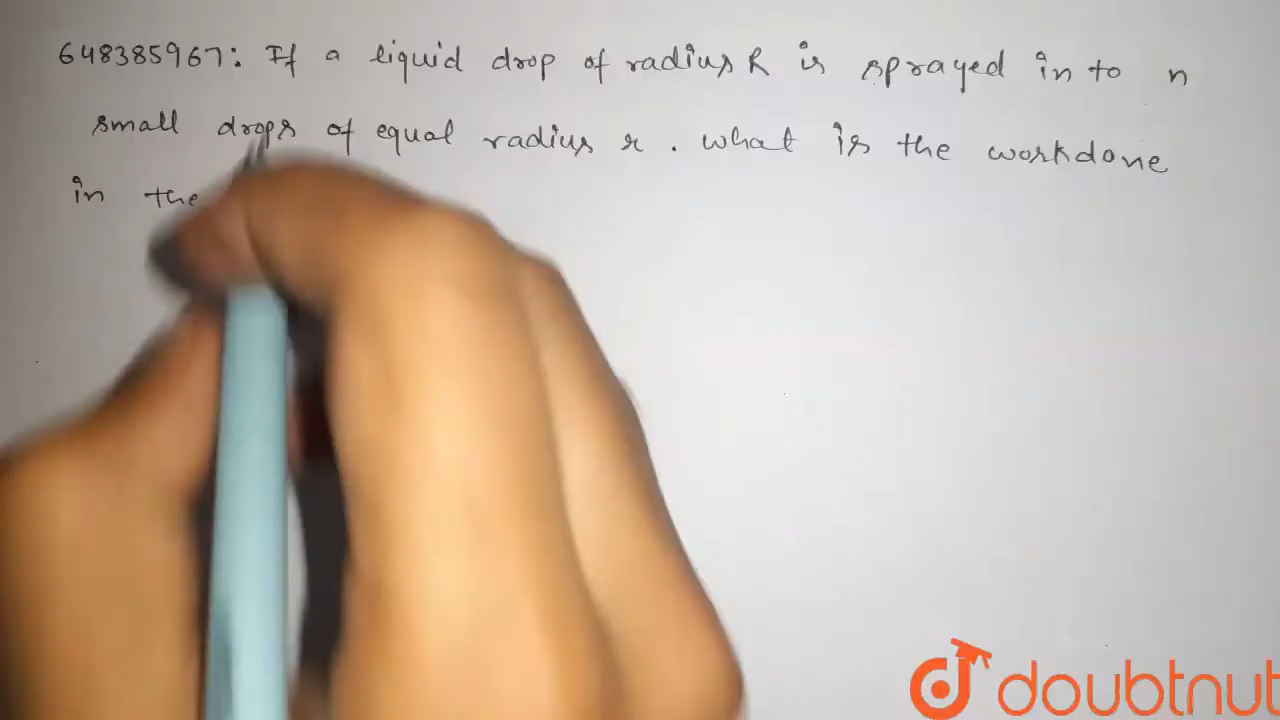 648385967: If a liquid drop of radius R is sprayed in to n
small drops of equal radius r . what is the workdone
in the
doubtnut